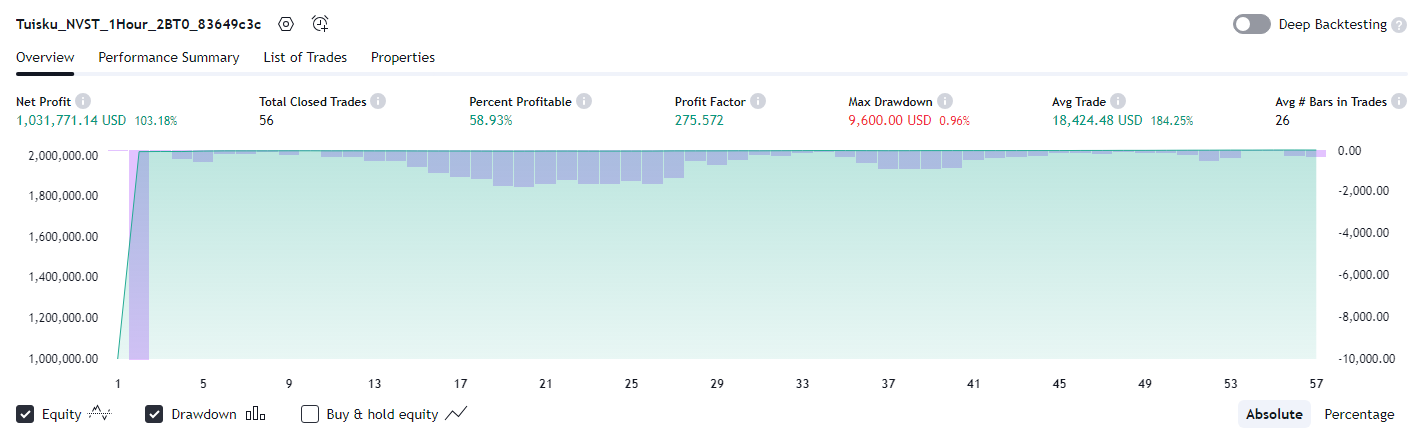 Tuisku_NVST_1Hour_2BT0_83649c3c Deep Backtesting ?
Overview Performance Summary List of Trades Properties
Net Profit i Total Closed Trades i Percent Profitable i Profit Factor i Max Drawdown i Avg Trade i Avg # Bars in Trades i
1,031,771.14 USD 103.18% 56 58.93% 275.572 9,600.00 USD 0.96% 18,424.48 USD 184.25% 26
2,000,000.00 0.00
1,800,000.00 -2,000.00
1,600,000.00 -4,000.00
1,400,000.00 -6,000.00
1,200,000.00 -8,000.00
1,000,000.00 -10,000.00
1 5 9 13 17 21 25 29 33 37 41 45 49 53 57
Equity Drawdown Buy & hold equity Absolute Percentage